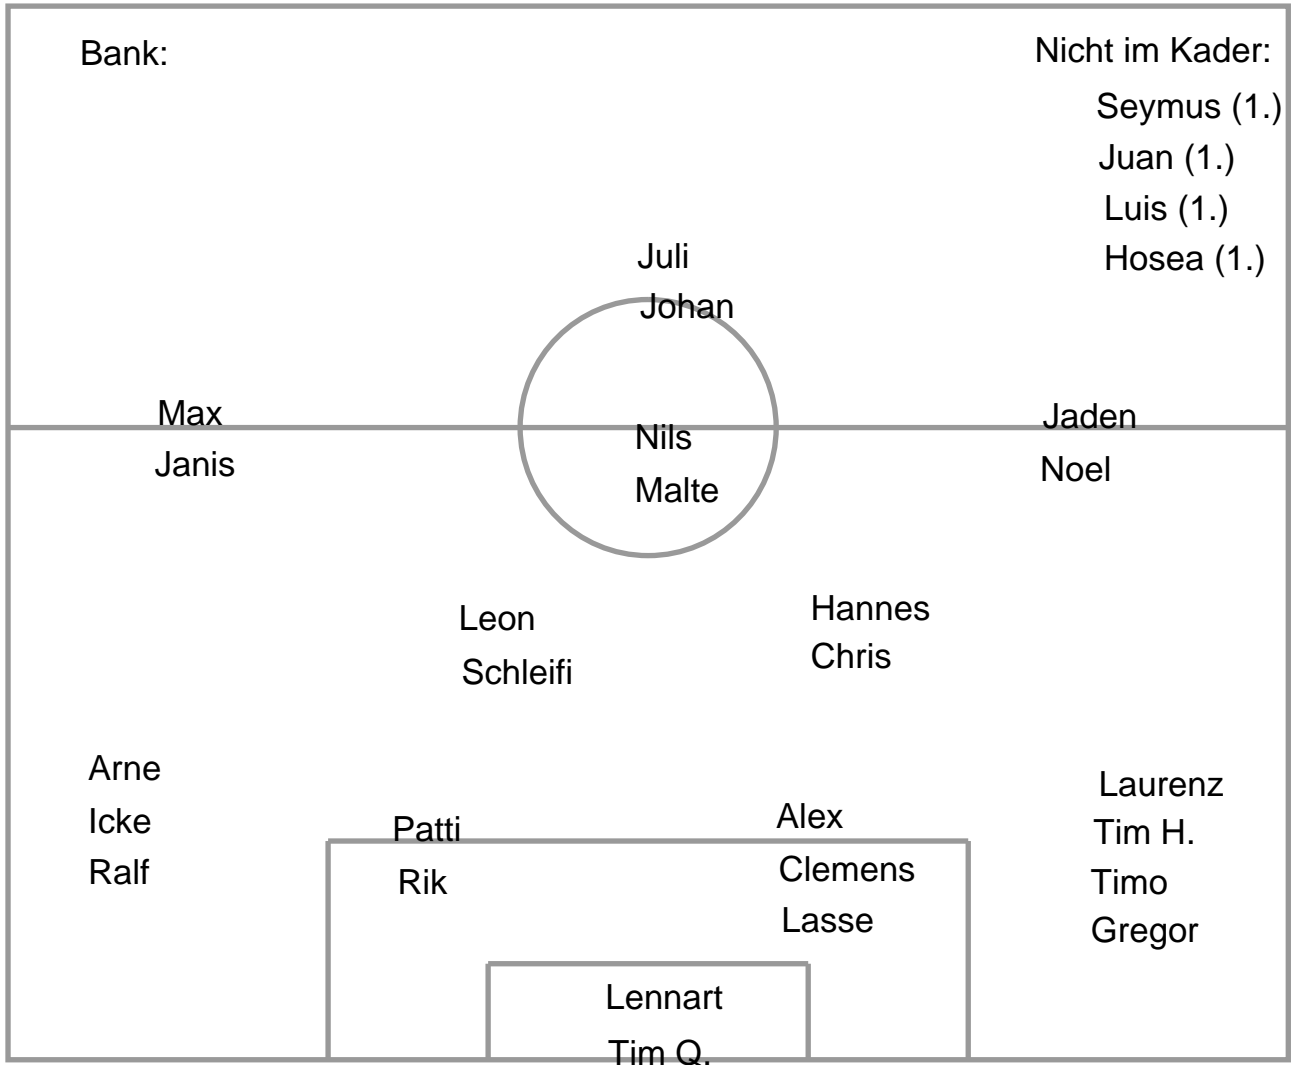 Bank:
Nicht im Kader:
Seymus (1.)
Juan (1.)
Luis (1.)
Hosea (1.)
Juli
Johan
Max
Janis
Nils
Malte
Jaden
Noel
Leon
Schleifi
Hannes
Chris
Arne
Icke
Ralf
Patti
Rik
Alex
Clemens
Lasse
Laurenz
Tim H.
Timo
Gregor
Lennart
Tim Q.